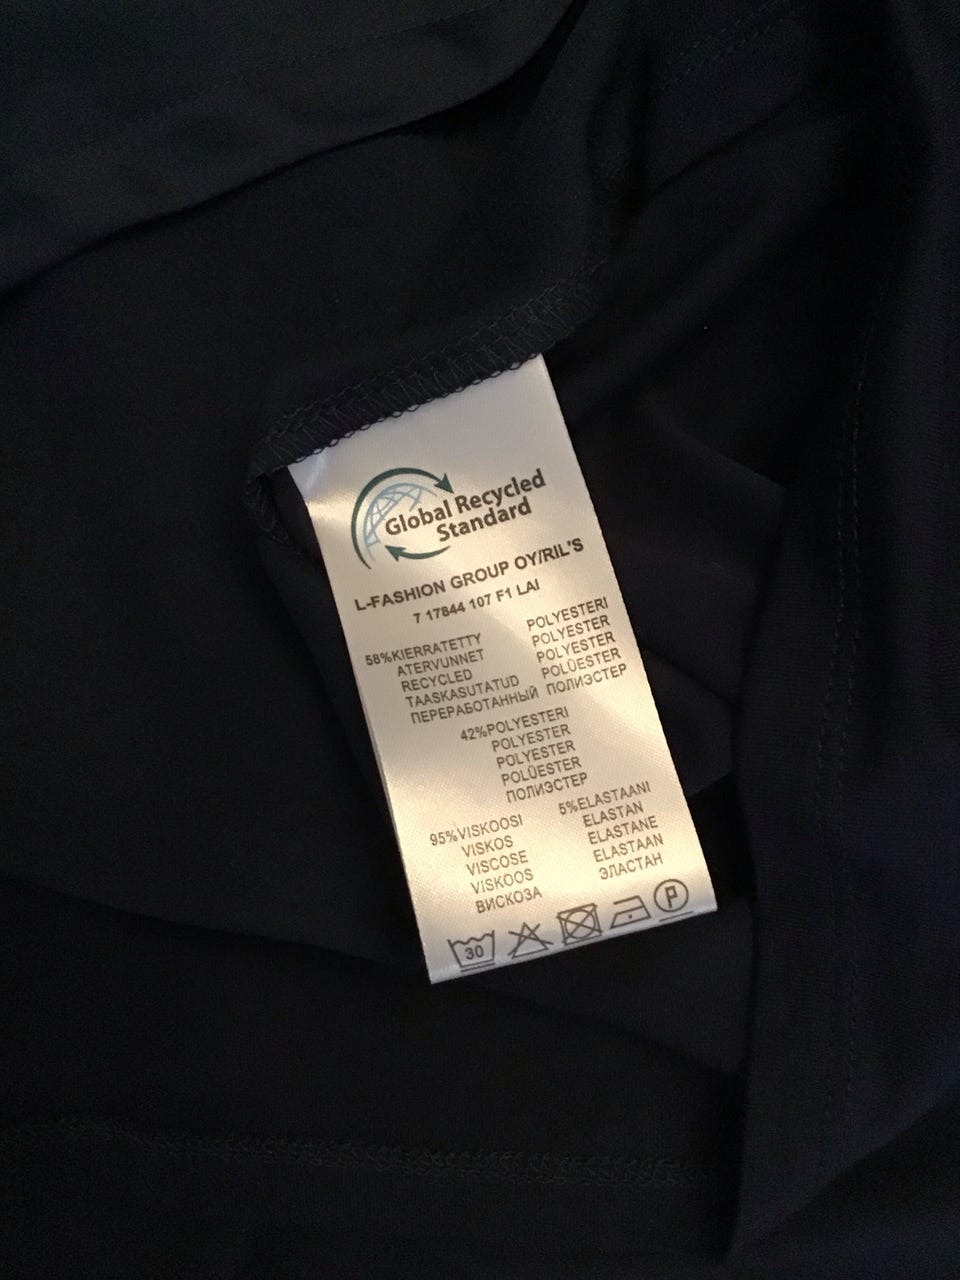 Global Recycled
Standard
L-FASHION GROUP OY/RIL'S
7 17844 107 F1 LAI
58%KIERRATETTY POLYESTERI
ATERVUNNET POLYESTER
RECYCLED POLYESTER
TAASKASUTATUD POLÜESTER
ПЕРЕРАБОТАННЫЙ ПОЛИЭСТЕР
42%POLYESTERI
POLYESTER
POLYESTER
POLÜESTER
ПОЛИЭСТЕР
95%VISKOOSI 5%ELASTAANI
VISKOS ELASTAN
VISCOSE ELASTANE
VISKOOS ELASTAAN
ВИСКОЗА ЭЛАСТАН
30 P